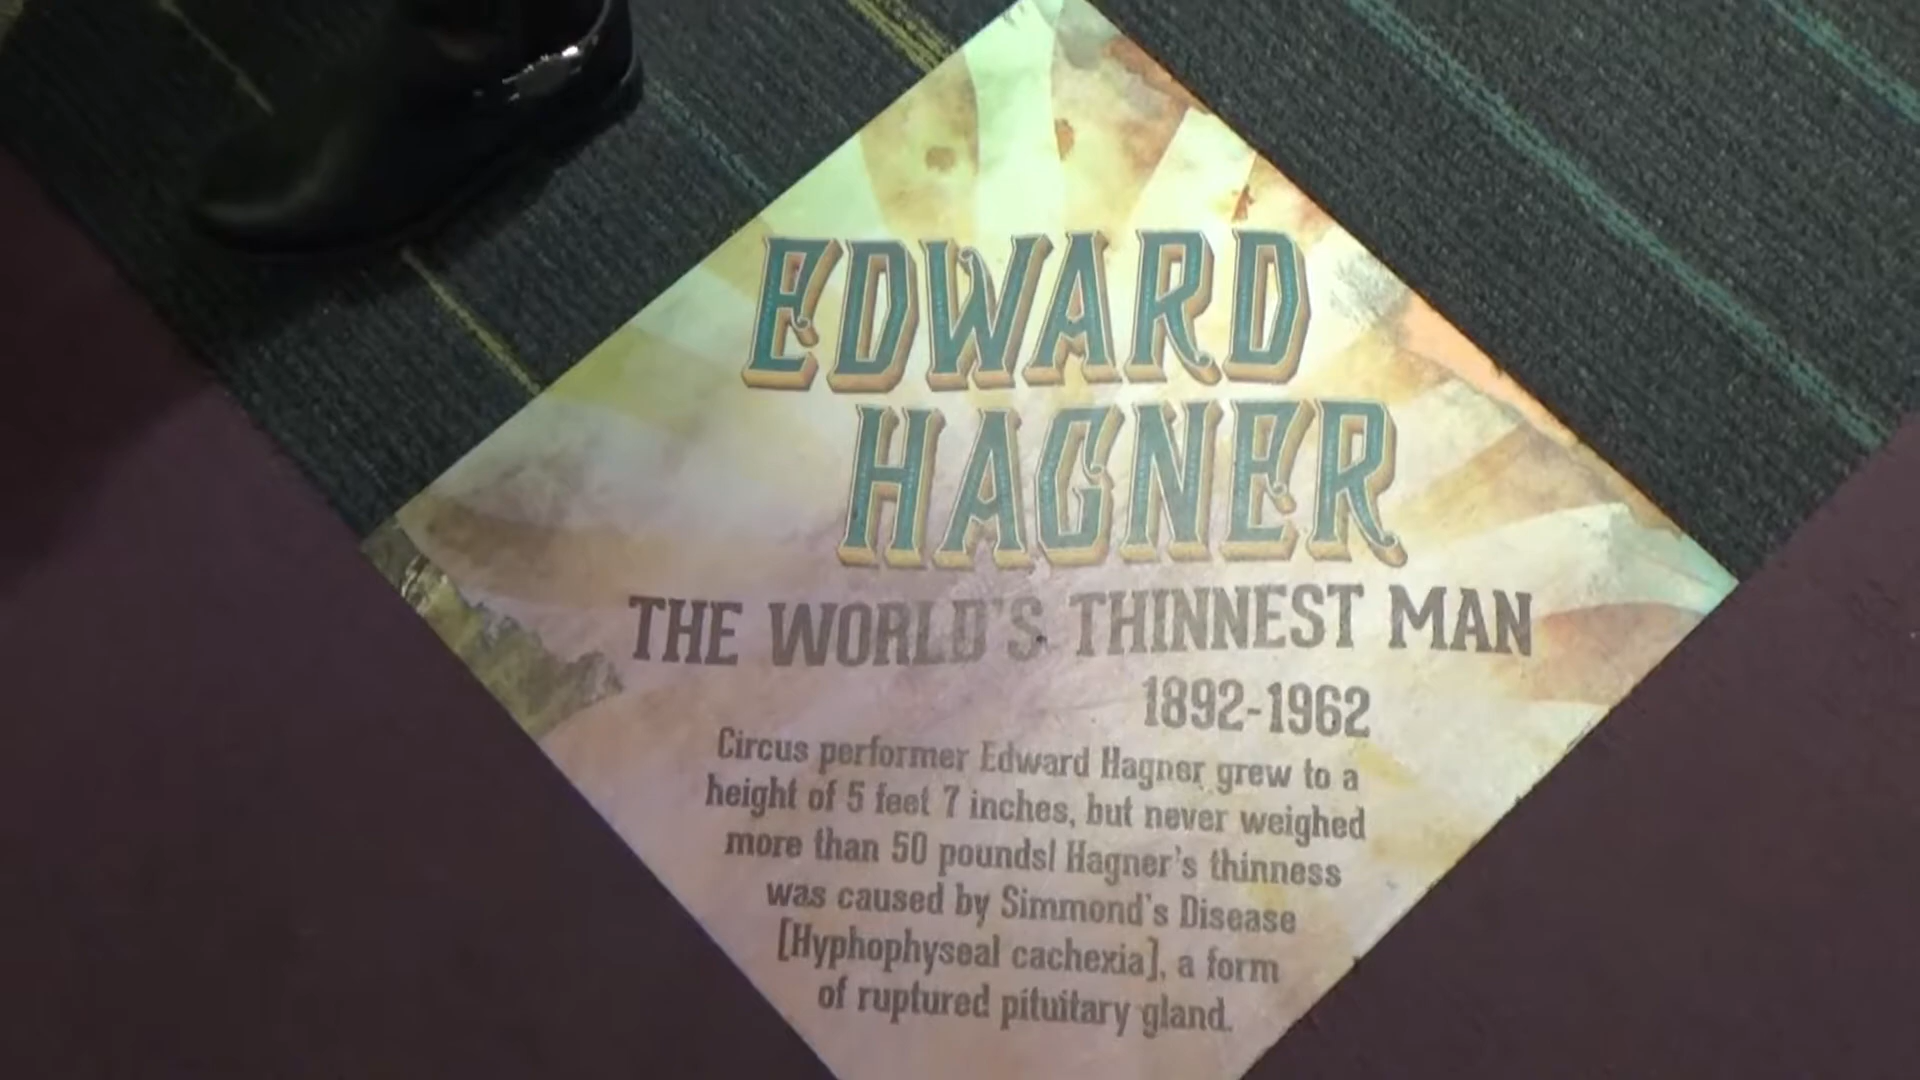 EDWARD
HAGNER
THE WORLD'S THINNEST MAN
1892-1962
Circus performer Edward Hagner grew to a
height of 5 feet 7 inches, but never weighed
more than 50 pounds! Hagner's thinness
was caused by Simmond's Disease
[Hyphophyseal cachexia], a form
of ruptured pituitary gland.